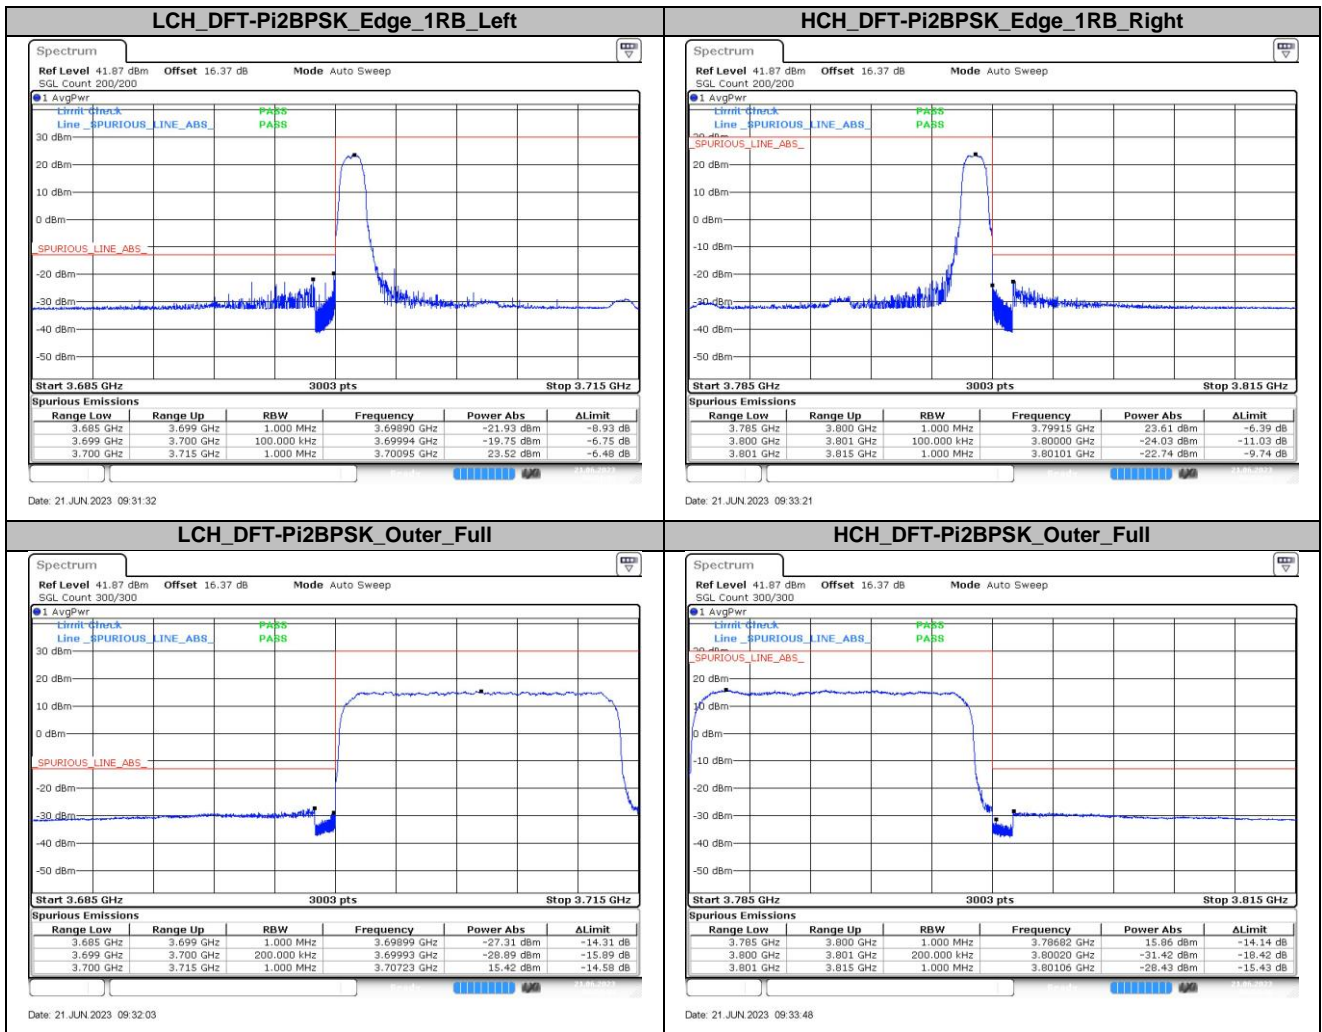 LCH_DFT-Pi2BPSK_Edge_1RB_Left
Spectrum
Ref Level 41.87 dBm Offset 16.37 dB Mode Auto Sweep
SGL Count 200/200
1 AvgPwr
Limit Check PASS
Line _SPURIOUS_LINE_ABS_ PASS
30 dBm
20 dBm
10 dBm
0 dBm
_SPURIOUS_LINE_ABS_
-20 dBm
-30 dBm
-40 dBm
-50 dBm
Start 3.685 GHz 3003 pts Stop 3.715 GHz
Spurious Emissions
Range Low Range Up RBW Frequency Power Abs ΔLimit
3.685 GHz 3.699 GHz 1.000 MHz 3.69890 GHz -21.93 dBm -8.93 dB
3.699 GHz 3.700 GHz 100.000 kHz 3.69994 GHz -19.75 dBm -6.75 dB
3.700 GHz 3.715 GHz 1.000 MHz 3.70095 GHz 23.52 dBm -6.48 dB
21.06.2023
Date: 21.JUN.2023 09:31:32
HCH_DFT-Pi2BPSK_Edge_1RB_Right
Spectrum
Ref Level 41.87 dBm Offset 16.37 dB Mode Auto Sweep
SGL Count 200/200
1 AvgPwr
Limit Check PASS
Line _SPURIOUS_LINE_ABS_ PASS
30 dBm
_SPURIOUS_LINE_ABS_
20 dBm
10 dBm
0 dBm
-10 dBm
-20 dBm
-30 dBm
-40 dBm
-50 dBm
Start 3.785 GHz 3003 pts Stop 3.815 GHz
Spurious Emissions
Range Low Range Up RBW Frequency Power Abs ΔLimit
3.785 GHz 3.800 GHz 1.000 MHz 3.79915 GHz 23.61 dBm -6.39 dB
3.800 GHz 3.801 GHz 100.000 kHz 3.80000 GHz -24.03 dBm -11.03 dB
3.801 GHz 3.815 GHz 1.000 MHz 3.80101 GHz -22.74 dBm -9.74 dB
21.06.2023
Date: 21.JUN.2023 09:33:21
LCH_DFT-Pi2BPSK_Outer_Full
Spectrum
Ref Level 41.87 dBm Offset 16.37 dB Mode Auto Sweep
SGL Count 300/300
1 AvgPwr
Limit Check PASS
Line _SPURIOUS_LINE_ABS_ PASS
30 dBm
20 dBm
10 dBm
0 dBm
_SPURIOUS_LINE_ABS_
-20 dBm
-30 dBm
-40 dBm
-50 dBm
Start 3.685 GHz 3003 pts Stop 3.715 GHz
Spurious Emissions
Range Low Range Up RBW Frequency Power Abs ΔLimit
3.685 GHz 3.699 GHz 1.000 MHz 3.69899 GHz -27.31 dBm -14.31 dB
3.699 GHz 3.700 GHz 200.000 kHz 3.69993 GHz -28.89 dBm -15.89 dB
3.700 GHz 3.715 GHz 1.000 MHz 3.70723 GHz 15.42 dBm -14.58 dB
21.06.2023
Date: 21.JUN.2023 09:32:03
HCH_DFT-Pi2BPSK_Outer_Full
Spectrum
Ref Level 41.87 dBm Offset 16.37 dB Mode Auto Sweep
SGL Count 300/300
1 AvgPwr
Limit Check PASS
Line _SPURIOUS_LINE_ABS_ PASS
30 dBm
_SPURIOUS_LINE_ABS_
20 dBm
10 dBm
0 dBm
-10 dBm
-20 dBm
-30 dBm
-40 dBm
-50 dBm
Start 3.785 GHz 3003 pts Stop 3.815 GHz
Spurious Emissions
Range Low Range Up RBW Frequency Power Abs ΔLimit
3.785 GHz 3.800 GHz 1.000 MHz 3.78682 GHz 15.86 dBm -14.14 dB
3.800 GHz 3.801 GHz 200.000 kHz 3.80020 GHz -31.42 dBm -18.42 dB
3.801 GHz 3.815 GHz 1.000 MHz 3.80106 GHz -28.43 dBm -15.43 dB
21.06.2023
Date: 21.JUN.2023 09:33:48